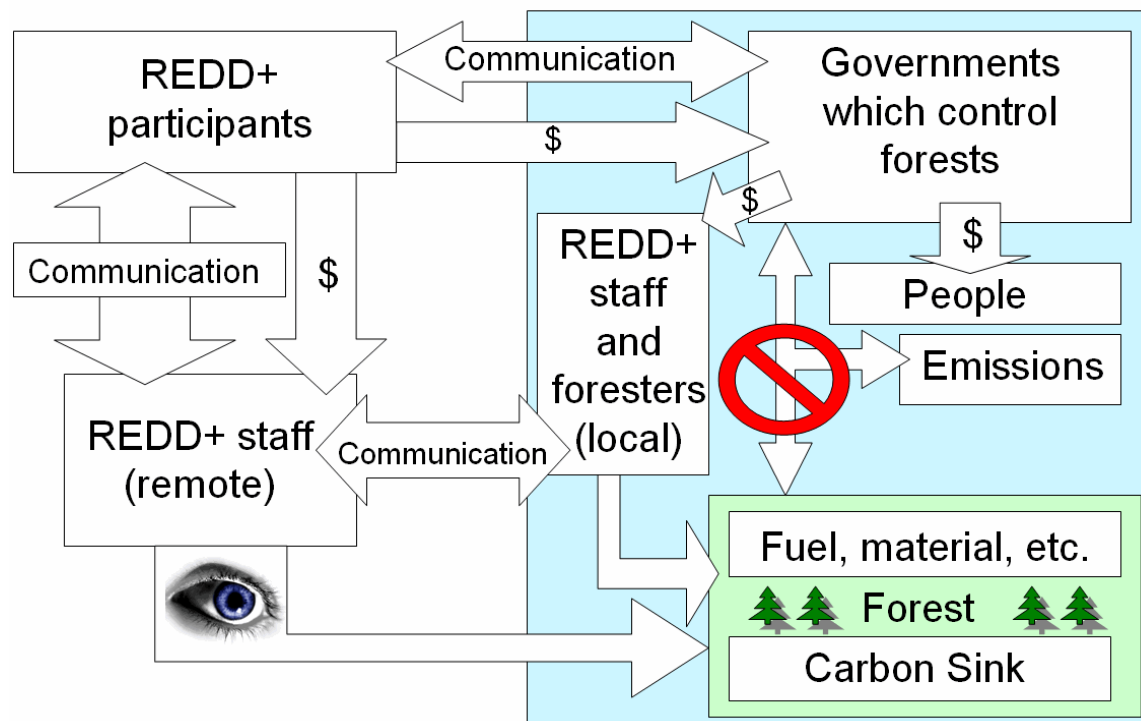 REDD+
participants
Communication
Governments
which control
forests
$
$
$
People
Communication
$
REDD+
staff
and
foresters
(local)
Emissions
REDD+ staff
(remote)
Communication
Fuel, material, etc.
Forest
Carbon Sink